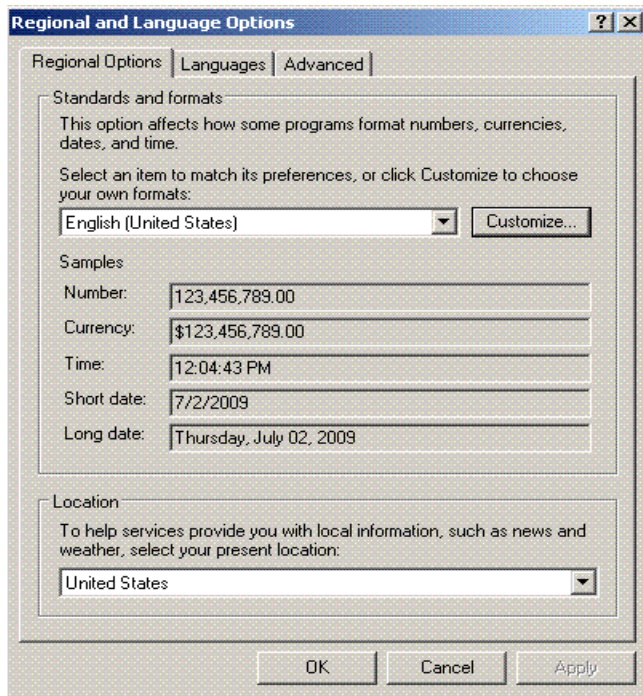 Regional and Language Options
Regional Options Languages Advanced
Standards and formats
This option affects how some programs format numbers, currencies,
dates, and time.
Select an item to match its preferences, or click Customize to choose
your own formats:
English (United States) Customize...
Samples
Number: 123,456,789.00
Currency: $123,456,789.00
Time: 12:04:43 PM
Short date: 7/2/2009
Long date: Thursday, July 02, 2009
Location
To help services provide you with local information, such as news and
weather, select your present location:
United States
OK Cancel Apply